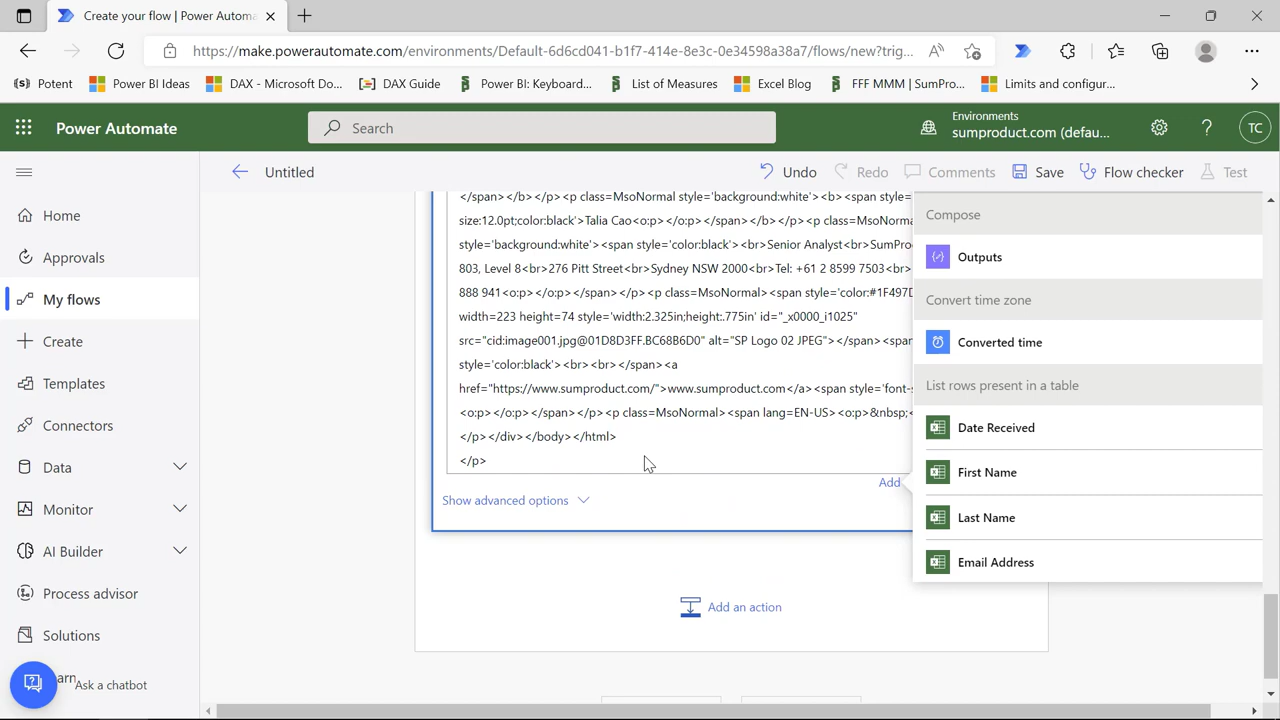 Create your flow | Power Automa
https://make.powerautomate.com/environments/Default-6d6cd041-b1f7-414e-8e3c-0e34598a38a7/flows/new?trig...
Potent
Power BI Ideas
DAX - Microsoft Do...
DAX Guide
Power BI: Keyboard...
List of Measures
Excel Blog
FFF MMM | SumPro...
Limits and configur...
Power Automate
Search
Environments
sumproduct.com (defau...
TC
Untitled
Undo
Redo
Comments
Save
Flow checker
Test
Home
Approvals
My flows
Create
Templates
Connectors
Data
Monitor
AI Builder
Process advisor
Solutions
Ask a chatbot
</span></b></p><p class=MsoNormal style='background:white'><b><span style=
size:12.0pt;color:black'>Talia Cao<o:p></o:p></span></b></p><p class=MsoNorma
style='background:white'><span style='color:black'><br>Senior Analyst<br>SumPro
803, Level 8<br>276 Pitt Street<br>Sydney NSW 2000<br>Tel: +61 2 8599 7503<br>
888 941<o:p></o:p></span></p><p class=MsoNormal><span style='color:#1F497D
width=223 height=74 style='width:2.325in;height:.775in' id="_x0000_i1025"
src="cid:image001.jpg@01D8D3FF.BC68B6D0" alt="SP Logo 02 JPEG"></span><span
style='color:black'><br><br></span><a
href="https://www.sumproduct.com/">www.sumproduct.com</a><span style='font-s
<o:p></o:p></span></p><p class=MsoNormal><span lang=EN-US><o:p>&nbsp;<
</p></div></body></html>
</p>
Add
Show advanced options
Add an action
Compose
Outputs
Convert time zone
Converted time
List rows present in a table
Date Received
First Name
Last Name
Email Address